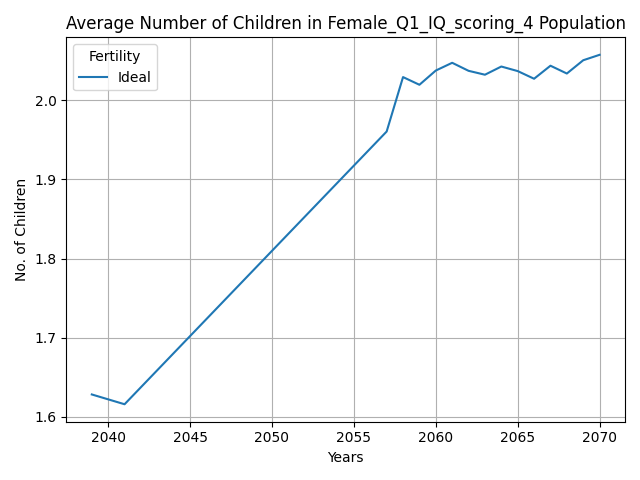 Average Number of Children in Female_Q1_IQ_scoring_4 Population
Fertility
Ideal
No. of Children
2.0
1.9
1.8
1.7
1.6
2040 2045 2050 2055 2060 2065 2070
Years